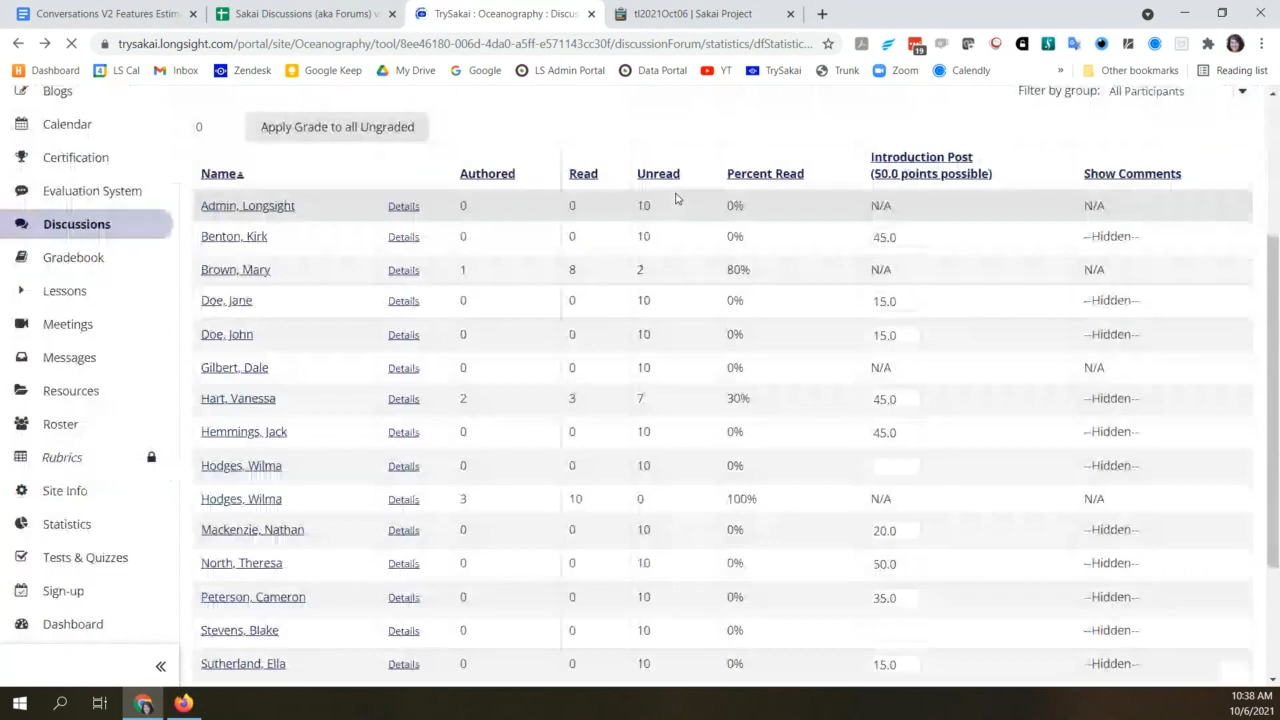 Conversations V2 Features Estim
Sakai Discussions (aka Forums) v
TrySakai : Oceanography : Discus
tl2021Oct06 | Sakai Project
trysakai.longsight.com/portal/site/Oceanography/tool/8ee46180-006d-4da0-a5ff-e571143cc30f/discussionForum/statistics/dfStatistic...
19
Dashboard
LS Cal
Inbox
Zendesk
Google Keep
My Drive
Google
LS Admin Portal
Data Portal
YT
TrySakai
Trunk
Zoom
Calendly
»
Other bookmarks
Reading list
Blogs
Calendar
Certification
Evaluation System
Discussions
Gradebook
Lessons
Meetings
Messages
Resources
Roster
Rubrics
Site Info
Statistics
Tests & Quizzes
Sign-up
Dashboard
«
Filter by group: All Participants
0 Apply Grade to all Ungraded
Introduction Post
Name Authored Read Unread Percent Read (50.0 points possible) Show Comments
Admin, Longsight Details 0 0 10 0% N/A N/A
Benton, Kirk Details 0 0 10 0% 45.0 --Hidden--
Brown, Mary Details 1 8 2 80% N/A N/A
Doe, Jane Details 0 0 10 0% 15.0 --Hidden--
Doe, John Details 0 0 10 0% 15.0 --Hidden--
Gilbert, Dale Details 0 0 10 0% N/A N/A
Hart, Vanessa Details 2 3 7 30% 45.0 --Hidden--
Hemmings, Jack Details 0 0 10 0% 45.0 --Hidden--
Hodges, Wilma Details 0 0 10 0% --Hidden--
Hodges, Wilma Details 3 10 0 100% N/A N/A
Mackenzie, Nathan Details 0 0 10 0% 20.0 --Hidden--
North, Theresa Details 0 0 10 0% 50.0 --Hidden--
Peterson, Cameron Details 0 0 10 0% 35.0 --Hidden--
Stevens, Blake Details 0 0 10 0% --Hidden--
Sutherland, Ella Details 0 0 10 0% 15.0 --Hidden--
10:38 AM
10/6/2021